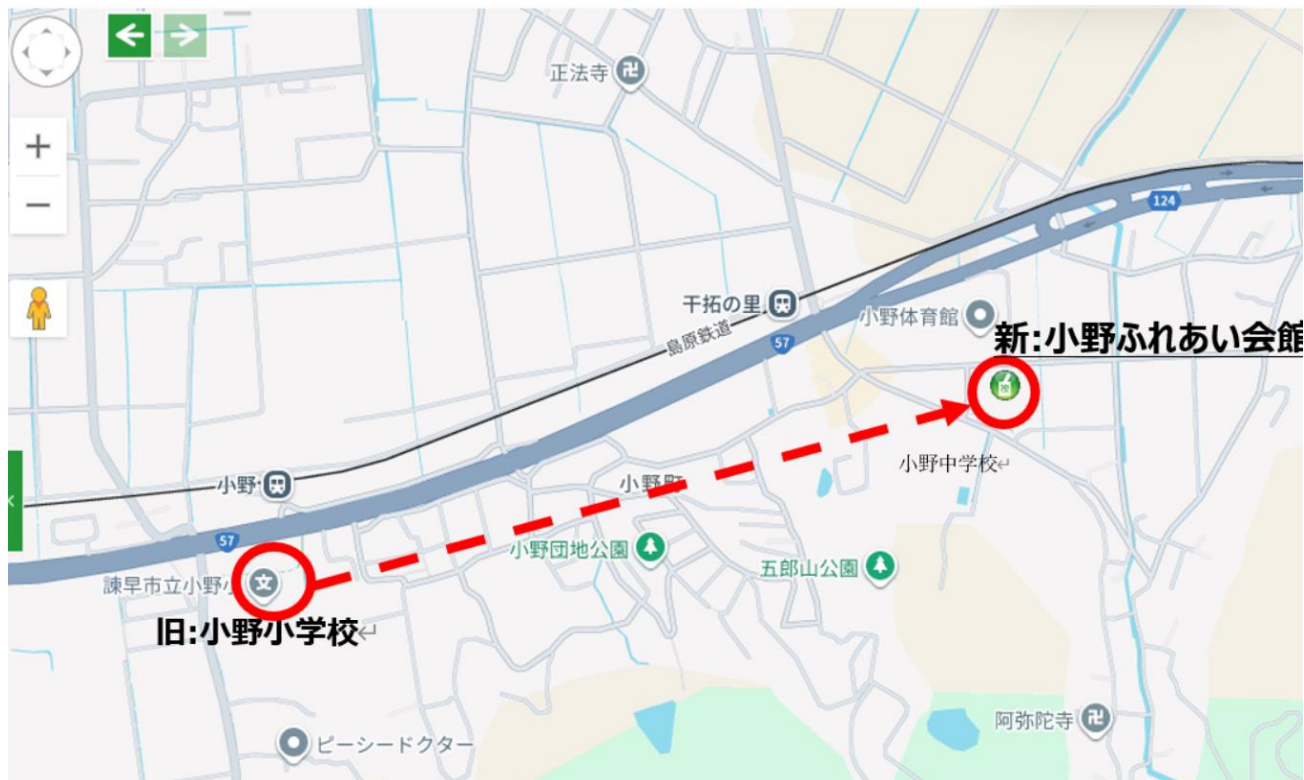 正法寺
124
干拓の里
小野体育館
島原鉄道
57
新:小野ふれあい会館
複
小野中学校↵
小野
小野町
57
小野団地公園
五郎山公園
諫早市立小野小
文
旧:小野小学校↵
阿弥陀寺
ピーシードクター